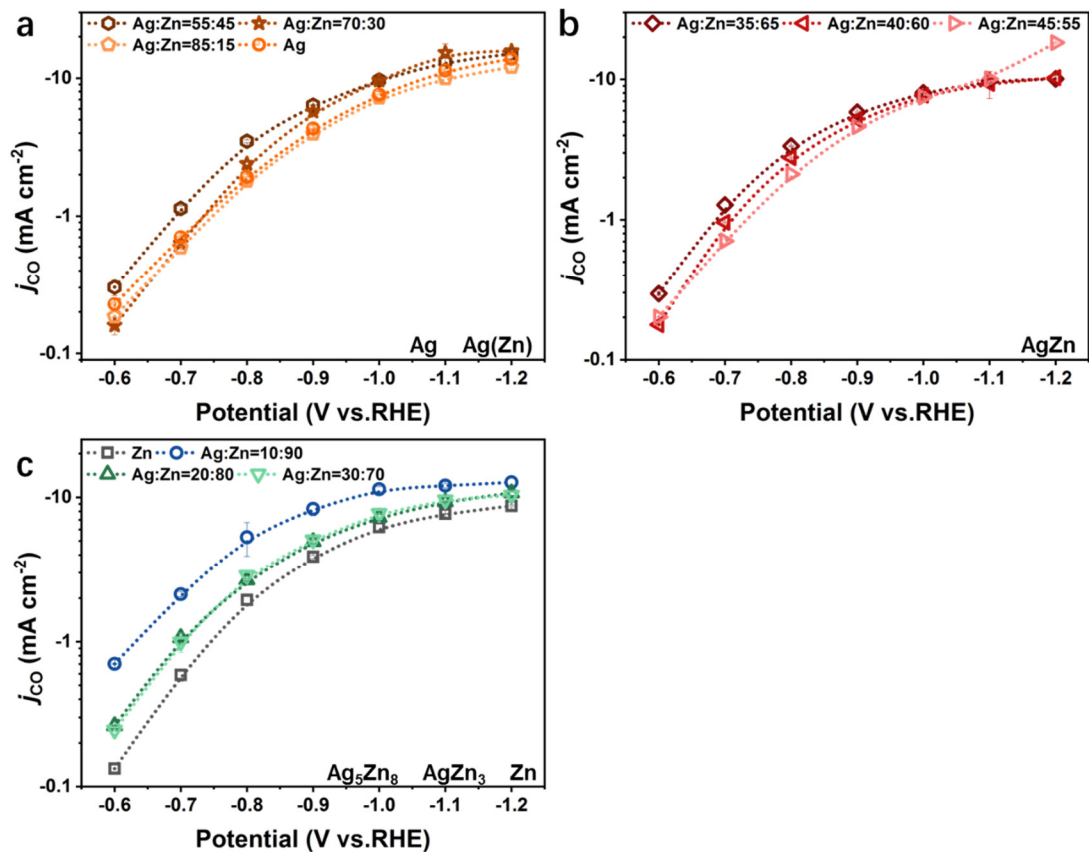 a
Ag:Zn=55:45 Ag:Zn=70:30
Ag:Zn=85:15 Ag
-10
-1
-0.1
jCO (mA cm⁻²)
Ag Ag(Zn)
-0.6 -0.7 -0.8 -0.9 -1.0 -1.1 -1.2
Potential (V vs.RHE)
b
Ag:Zn=35:65 Ag:Zn=40:60 Ag:Zn=45:55
-10
-1
-0.1
jCO (mA cm⁻²)
AgZn
-0.6 -0.7 -0.8 -0.9 -1.0 -1.1 -1.2
Potential (V vs.RHE)
c
Zn Ag:Zn=10:90
Ag:Zn=20:80 Ag:Zn=30:70
-10
-1
-0.1
jCO (mA cm⁻²)
Ag₅Zn₈ AgZn₃ Zn
-0.6 -0.7 -0.8 -0.9 -1.0 -1.1 -1.2
Potential (V vs.RHE)